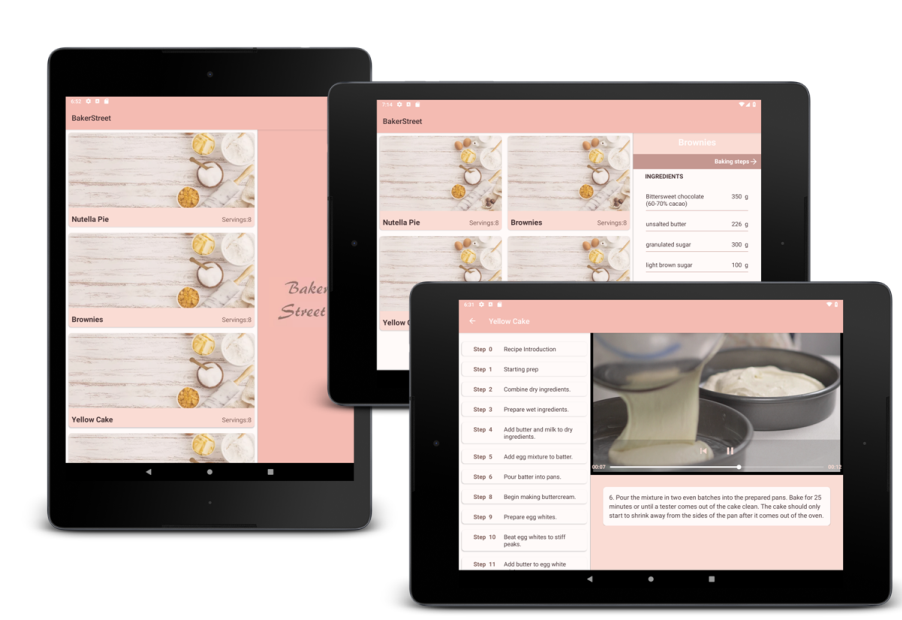 4:52
BakerStreet
Nutella Pie
Servings:8
Brownies
Servings:8
Yellow Cake
Servings:8
Baker
Street
7:14
BakerStreet
Nutella Pie
Servings:8
Brownies
Servings:8
Yellow C
Brownies
Baking steps→
INGREDIENTS
Bittersweet chocolate 350 g
(60-70% cacao)
unsalted butter 226 g
granulated sugar 300 g
light brown sugar 100 g
4:31
← Yellow Cake
Step 0 Recipe Introduction
Step 1 Starting prep
Step 2 Combine dry ingredients.
Step 3 Prepare wet ingredients.
Step 4 Add butter and milk to dry
ingredients.
Step 5 Add egg mixture to batter.
Step 6 Pour batter into pans.
Step 8 Begin making buttercream.
Step 9 Prepare egg whites.
Step 10 Beat egg whites to stiff
peaks.
Step 11 Add butter to egg white
00:07
6. Pour the mixture in two even batches into the prepared pans. Bake for 25
minutes or until a tester comes out of the cake clean. The cake should only
start to shrink away from the sides of the pan after it comes out of the oven.